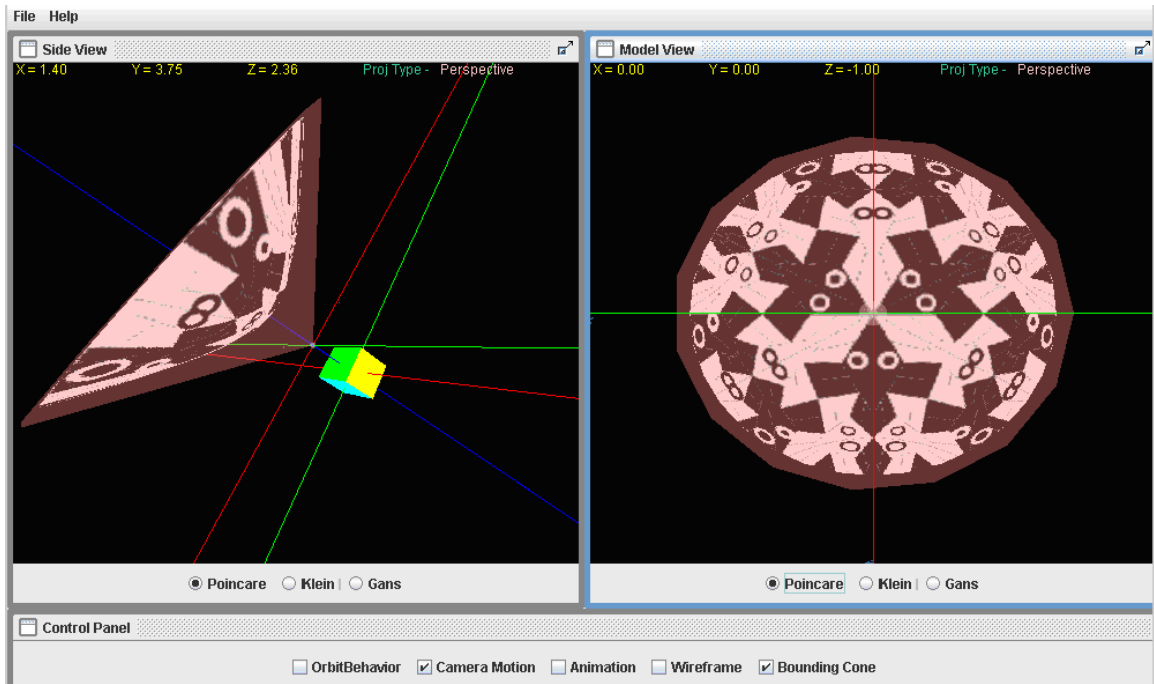 File Help
Side View
X = 1.40 Y = 3.75 Z = 2.36 Proj Type - Perspective
Poincare Klein | Gans
Model View
X = 0.00 Y = 0.00 Z = -1.00 Proj Type - Perspective
Poincare Klein | Gans
Control Panel
OrbitBehavior Camera Motion Animation Wireframe Bounding Cone